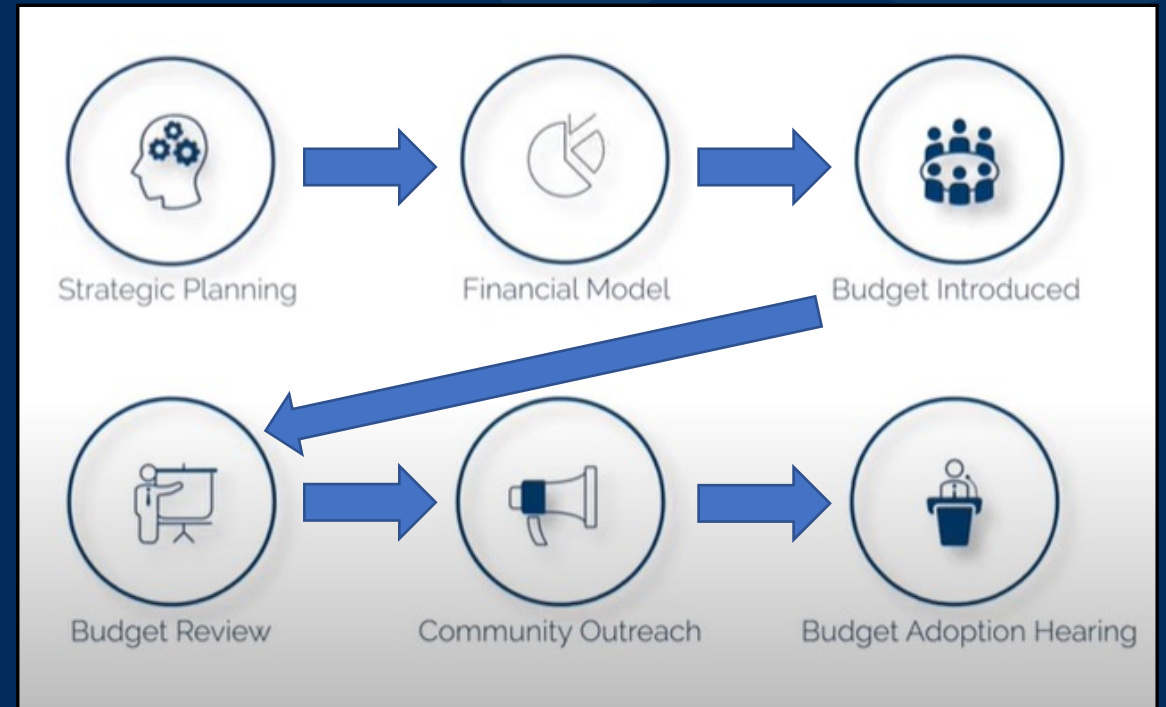 Strategic Planning
Financial Model
Budget Introduced
Budget Review
Community Outreach
Budget Adoption Hearing